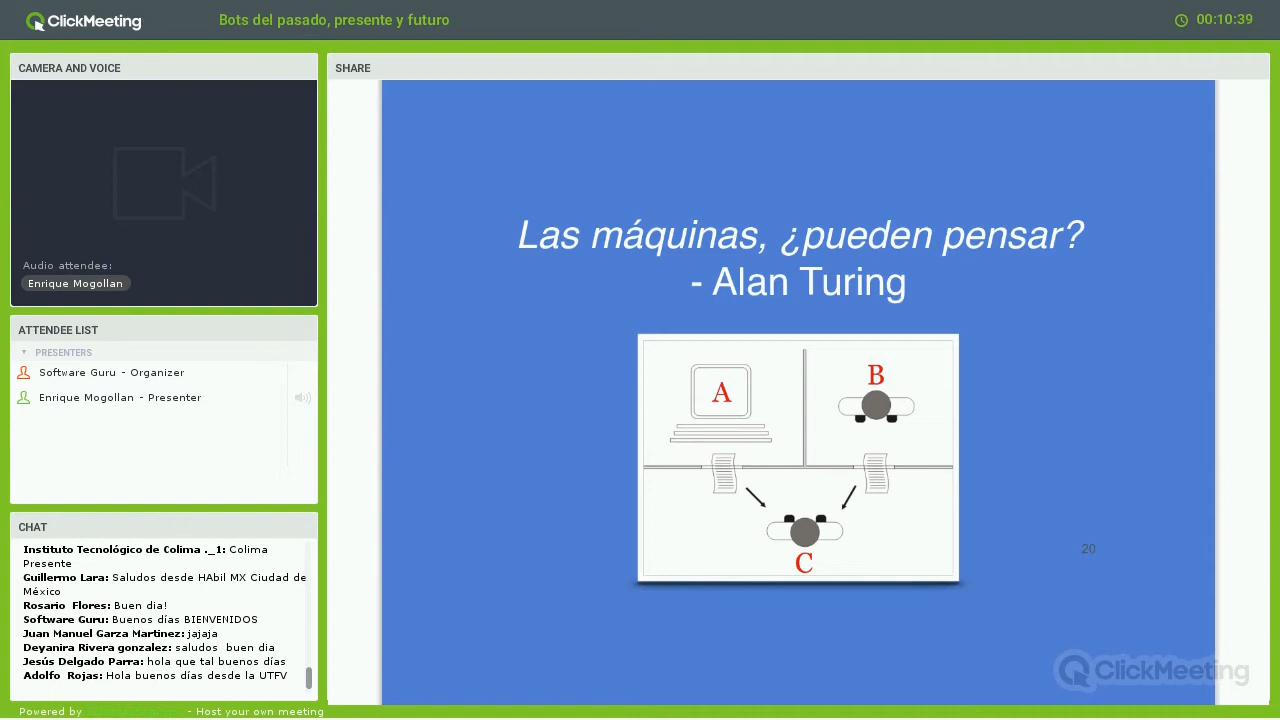 ClickMeeting
Bots del pasado, presente y futuro
00:10:39
CAMERA AND VOICE
Audio attendee:
Enrique Mogollan
ATTENDEE LIST
PRESENTERS
Software Guru - Organizer
Enrique Mogollan - Presenter
CHAT
Instituto Tecnológico de Colima ._1: Colima
Presente
Guillermo Lara: Saludos desde HAbil MX Ciudad de
México
Rosario Flores: Buen dia!
Software Guru: Buenos días BIENVENIDOS
Juan Manuel Garza Martinez: jajaja
Deyanira Rivera gonzalez: saludos buen dia
Jesús Delgado Parra: hola que tal buenos días
Adolfo Rojas: Hola buenos días desde la UTFV
Powered by - Host your own meeting
SHARE
Las máquinas, ¿pueden pensar?
- Alan Turing
A
B
C
20
ClickMeeting